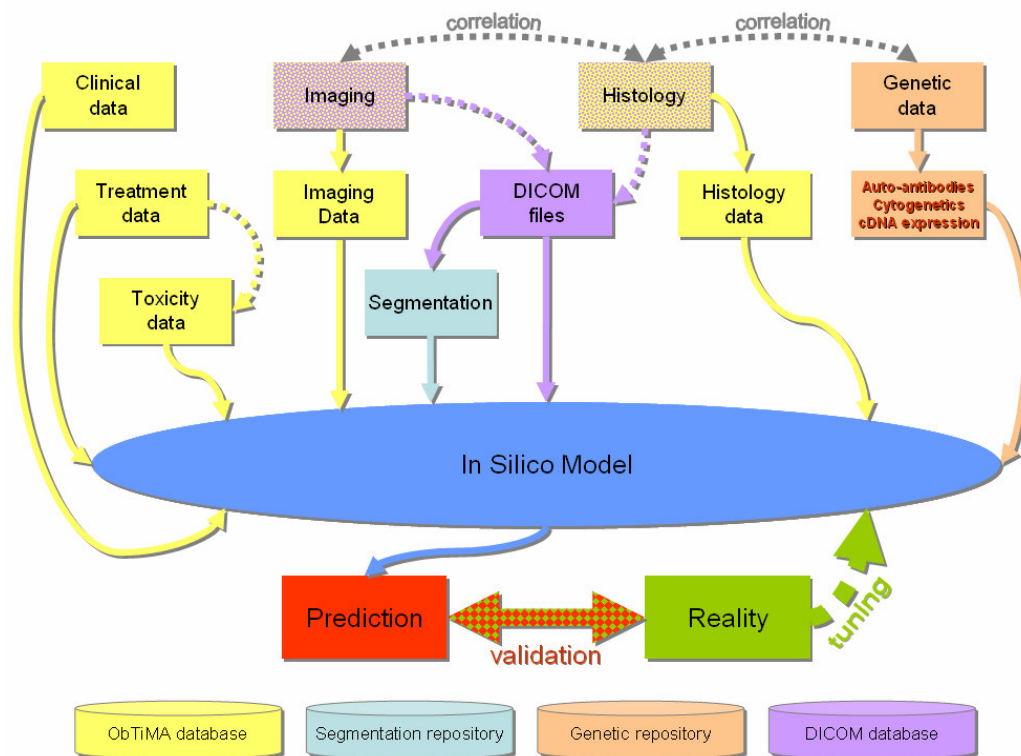 correlation
correlation
Clinical
data
Imaging
Histology
Genetic
data
Treatment
data
Imaging
Data
DICOM
files
Histology
data
Auto-antibodies
Cytogenetics
cDNA expression
Toxicity
data
Segmentation
In Silico Model
Prediction
validation
Reality
tuning
ObTiMA database
Segmentation repository
Genetic repository
DICOM database